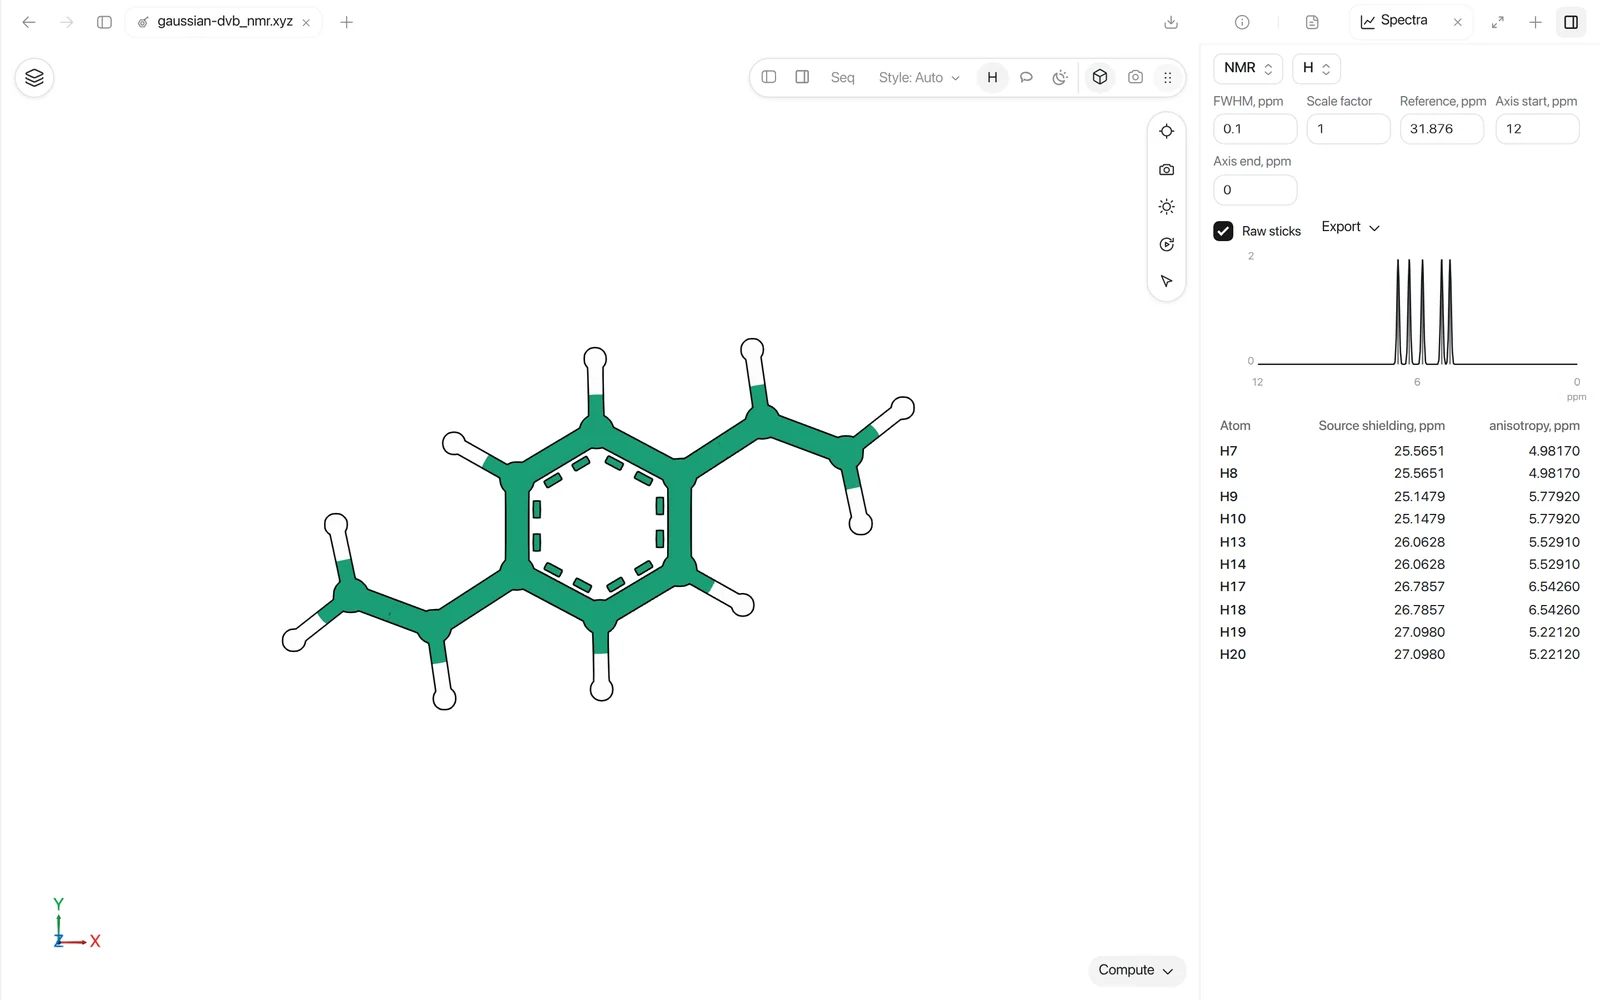 gaussian-dvb_nmr.xyz
Spectra
Seq Style: Auto H
NMR H
FWHM, ppm Scale factor Reference, ppm Axis start, ppm
0.1 1 31.876 12
Axis end, ppm
0
Raw sticks Export
2
0
12 6 0
ppm
Atom Source shielding, ppm anisotropy, ppm
H7 25.5651 4.98170
H8 25.5651 4.98170
H9 25.1479 5.77920
H10 25.1479 5.77920
H13 26.0628 5.52910
H14 26.0628 5.52910
H17 26.7857 6.54260
H18 26.7857 6.54260
H19 27.0980 5.22120
H20 27.0980 5.22120
Y
Z X
Compute